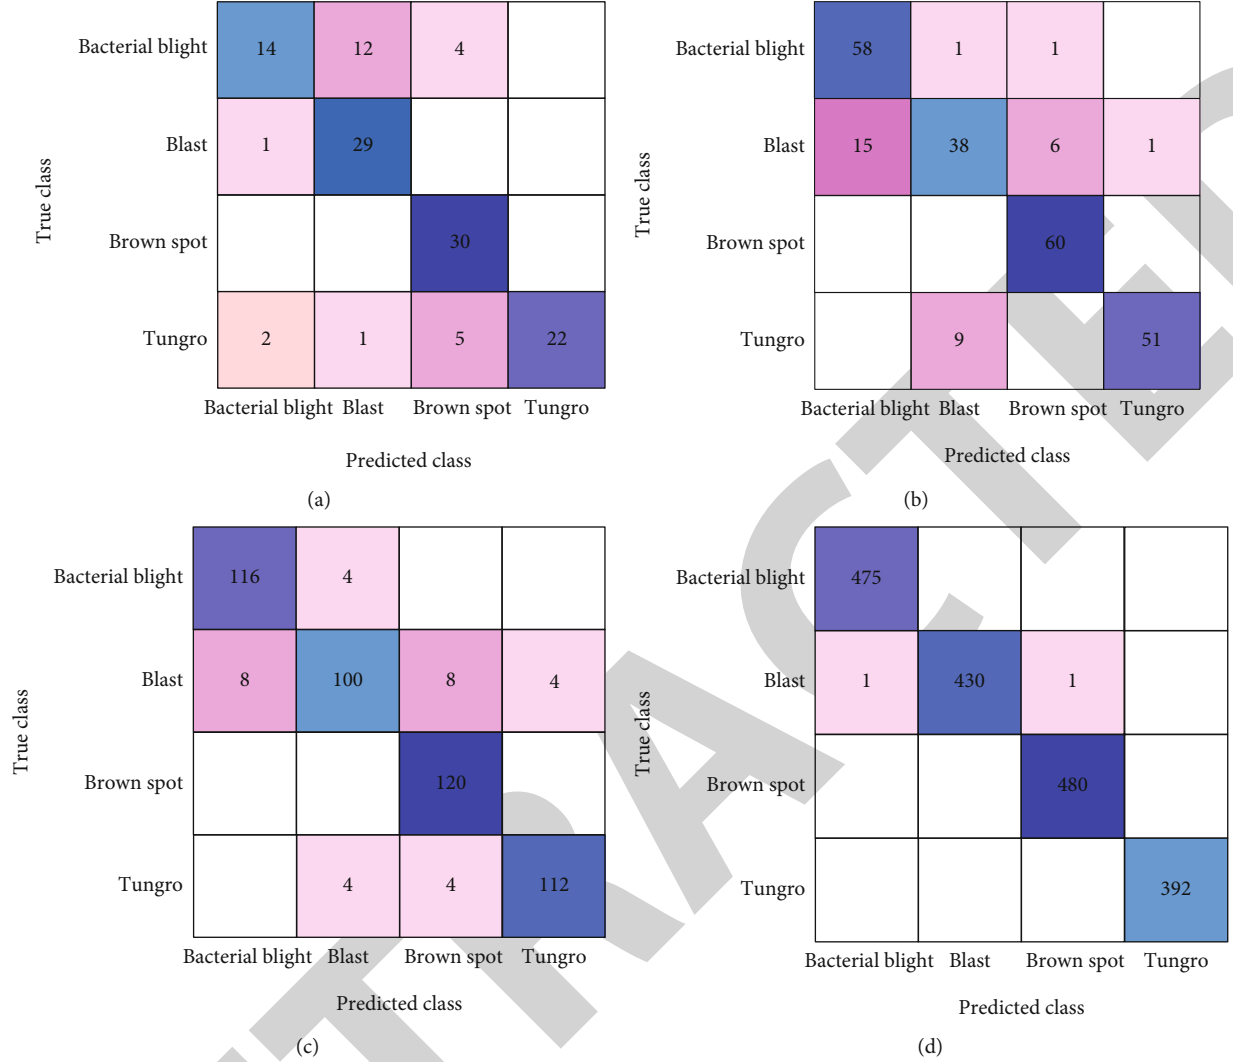 Bacterial blight 14 12 4
Blast 1 29
Brown spot 30
Tungro 2 1 5 22
Bacterial blight Blast Brown spot Tungro
True class
Predicted class
(a)
Bacterial blight 58 1 1
Blast 15 38 6 1
Brown spot 60
Tungro 9 51
Bacterial blight Blast Brown spot Tungro
True class
Predicted class
(b)
Bacterial blight 116 4
Blast 8 100 8 4
Brown spot 120
Tungro 4 4 112
Bacterial blight Blast Brown spot Tungro
True class
Predicted class
(c)
Bacterial blight 475
Blast 1 430 1
Brown spot 480
Tungro 392
Bacterial blight Blast Brown spot Tungro
True class
Predicted class
(d)